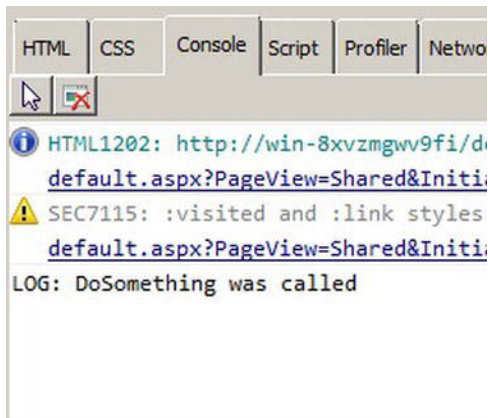 HTML CSS Console Script Profiler Netwo
HTML1202: http://win-8xvzmgwv9fi/d
default.aspx?PageView=Shared&Initi
SEC7115: :visited and :link styles
default.aspx?PageView=Shared&Initi
LOG: DoSomething was called